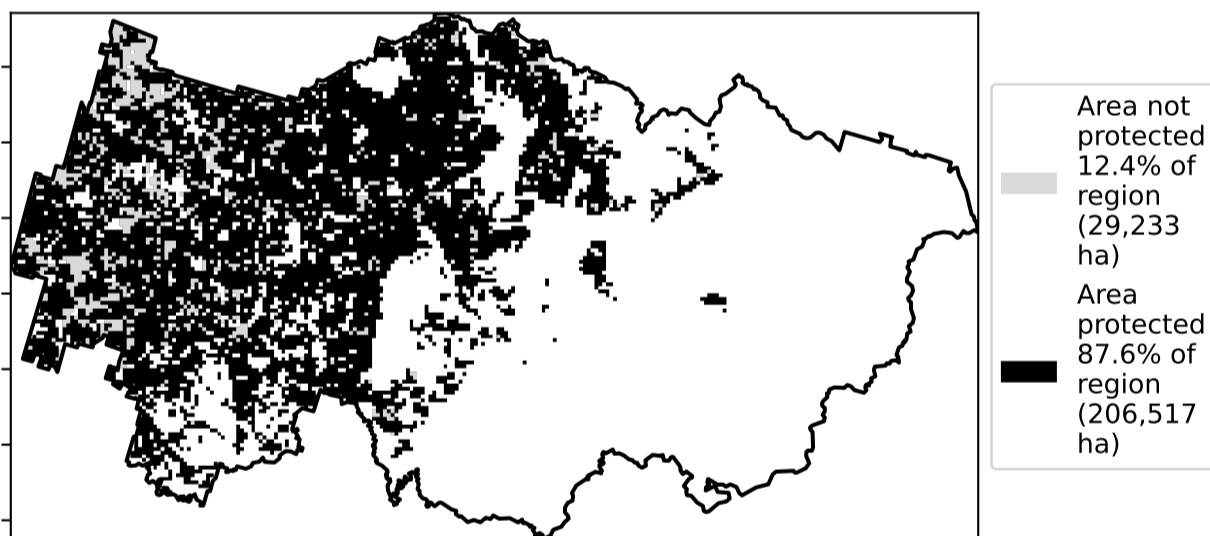 Area not
protected
12.4% of
region
(29,233
ha)
Area
protected
87.6% of
region
(206,517
ha)